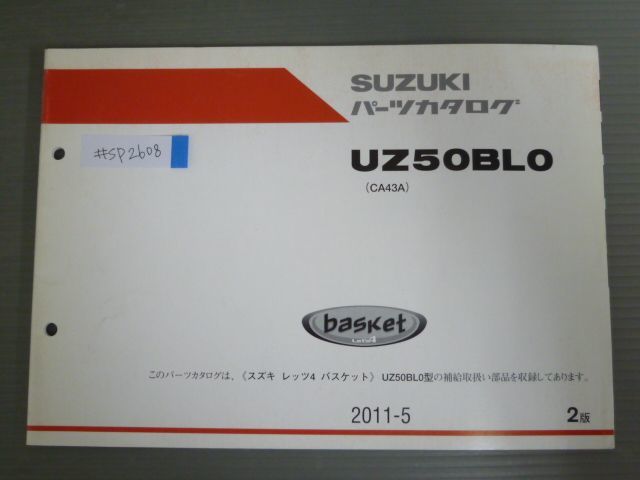 SUZUKI
パーツカタログ
#SP2608
UZ50BL0
(CA43A)
basket
Let's4
このパーツカタログは、《スズキ レッツ4 バスケット》 UZ50BL0型の補給取扱い部品を収録してあります。
2011-5 2版